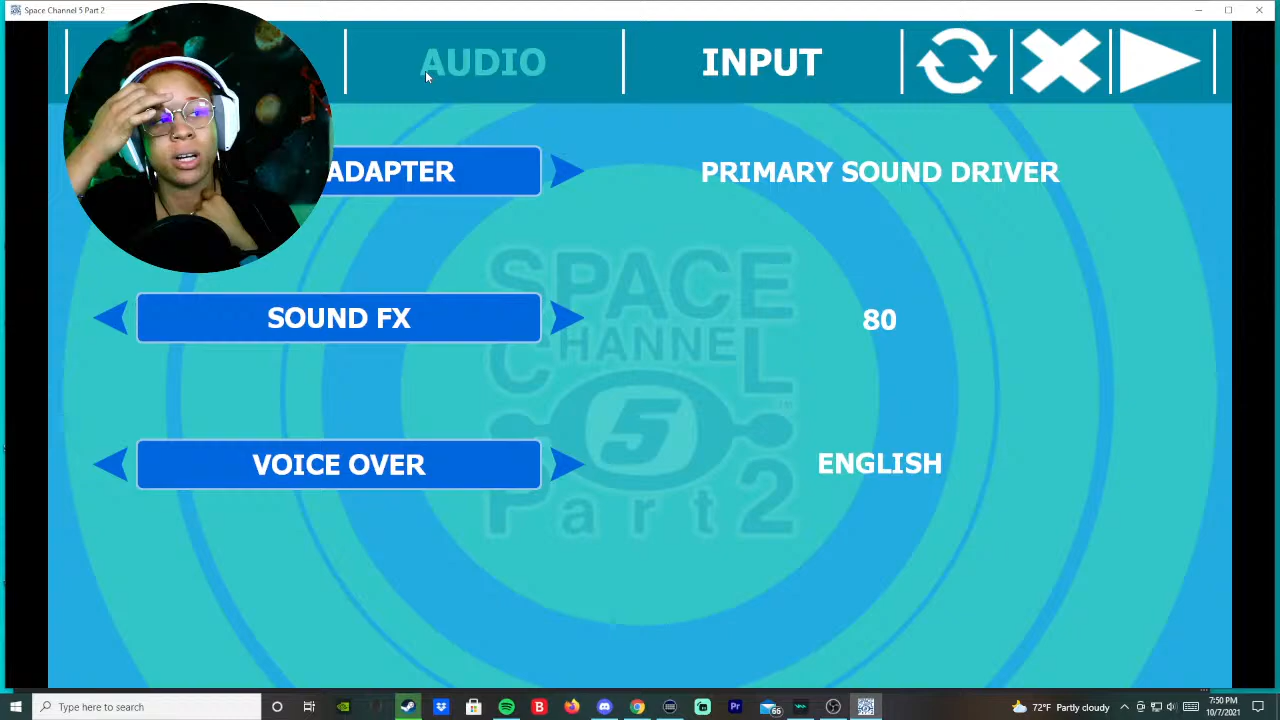 Space Channel 5 Part 2
AUDIO
INPUT
ADAPTER
PRIMARY SOUND DRIVER
SOUND FX
80
VOICE OVER
ENGLISH
SPACE
CHANNEL
5
Part 2
Type here to search
66
72°F Partly cloudy
7:50 PM
10/7/2021